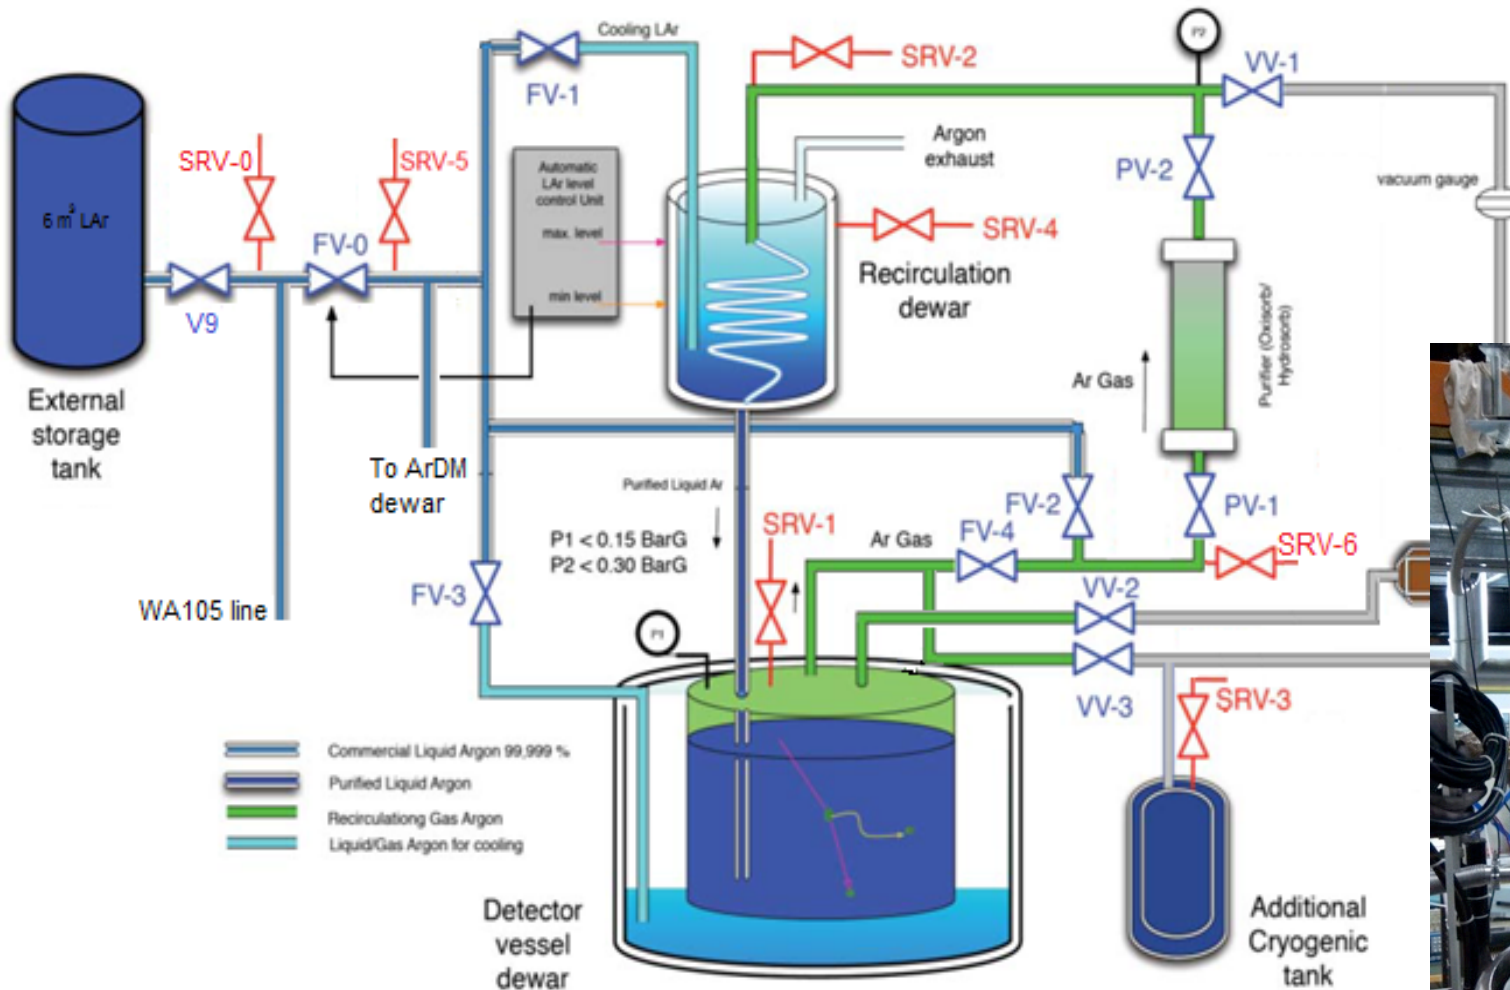 Cooling LAr
P2
SRV-2
VV-1
FV-1
SRV-0
SRV-5
Automatic
LAr level
control Unit
Argon
exhaust
PV-2
vacuum gauge
6 m³ LAr
FV-0
max. level
SRV-4
min level
Recirculation
dewar
V9
Purifier (Oxisorb/
Hydrosorb)
Ar Gas
External
storage
tank
To ArDM
dewar
Purified Liquid Ar
FV-2
PV-1
SRV-1
P1 < 0.15 BarG
P2 < 0.30 BarG
Ar Gas
FV-4
SRV-6
FV-3
WA105 line
VV-2
P1
VV-3
SRV-3
Commercial Liquid Argon 99,999 %
Purified Liquid Argon
Recirculationg Gas Argon
Liquid/Gas Argon for cooling
Detector
vessel
dewar
Additional
Cryogenic
tank